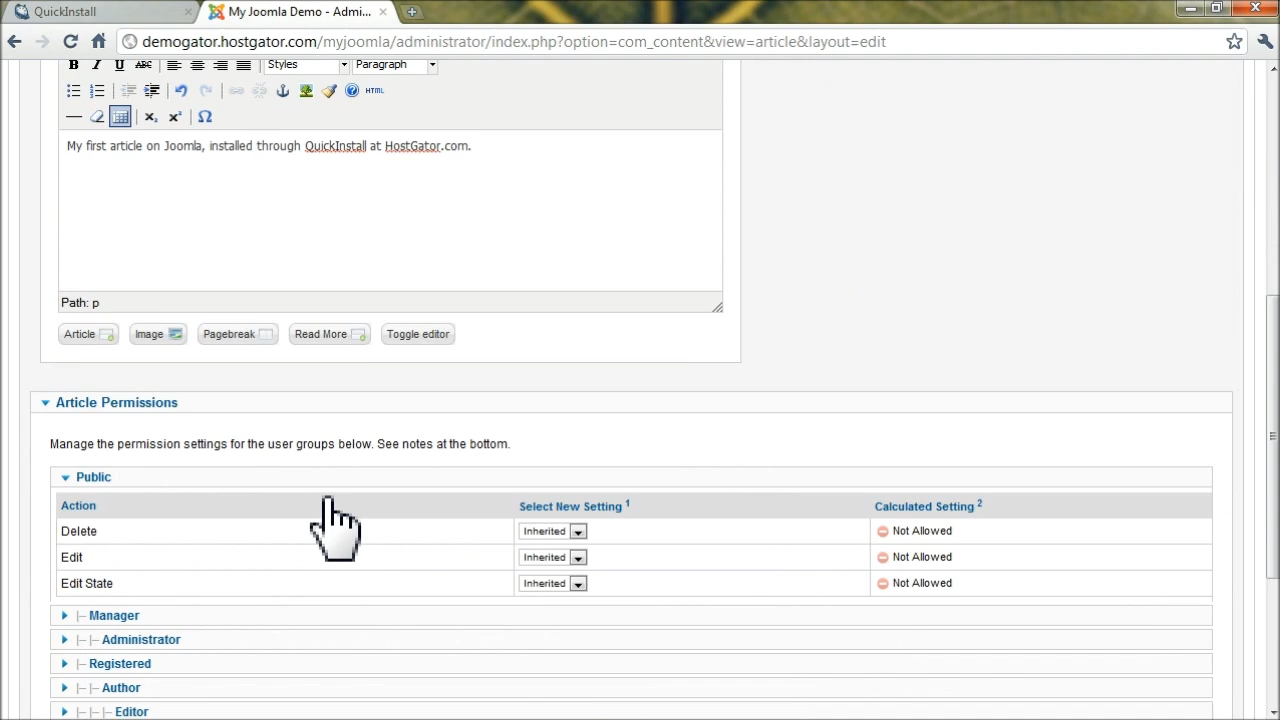 QuickInstall
My Joomla Demo - Admi...
demogator.hostgator.com/myjoomla/administrator/index.php?option=com_content&view=article&layout=edit
B I U ABC Styles Paragraph
HTML
x₂ x² Ω
My first article on Joomla, installed through QuickInstall at HostGator.com.
Path: p
Article Image Pagebreak Read More Toggle editor
Article Permissions
Manage the permission settings for the user groups below. See notes at the bottom.
Public
Action Select New Setting 1 Calculated Setting 2
Delete Inherited Not Allowed
Edit Inherited Not Allowed
Edit State Inherited Not Allowed
|– Manager
|– |– Administrator
|– Registered
|– |– Author
|– |– |– Editor